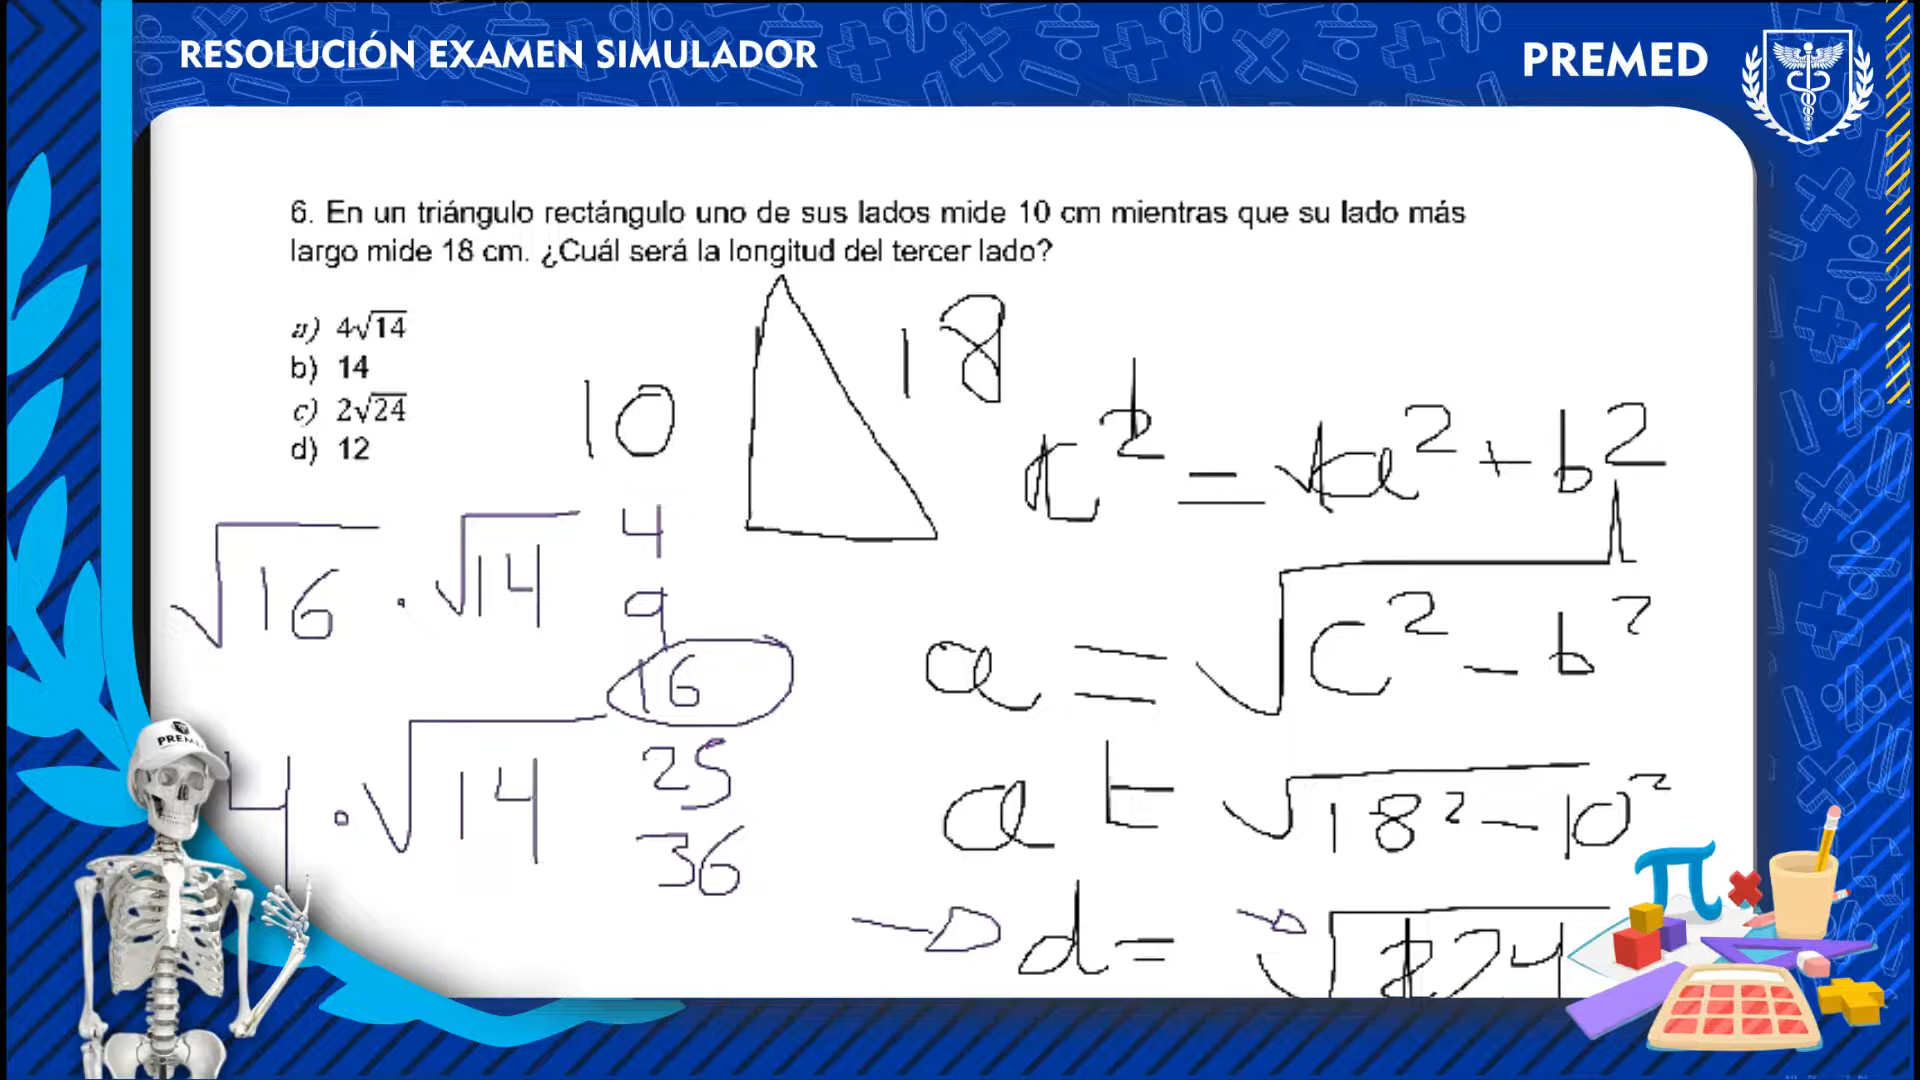 RESOLUCIÓN EXAMEN SIMULADOR
PREMED
6. En un triángulo rectángulo uno de sus lados mide 10 cm mientras que su lado más
largo mide 18 cm. ¿Cuál será la longitud del tercer lado?
a) 4√14
b) 14
c) 2√24
d) 12
10
18
c² = a² + b²
√16 · √14
4
9
16
25
36
a = √c² - b²
4 · √14
a = √18² - 10²
d = √224
PREME